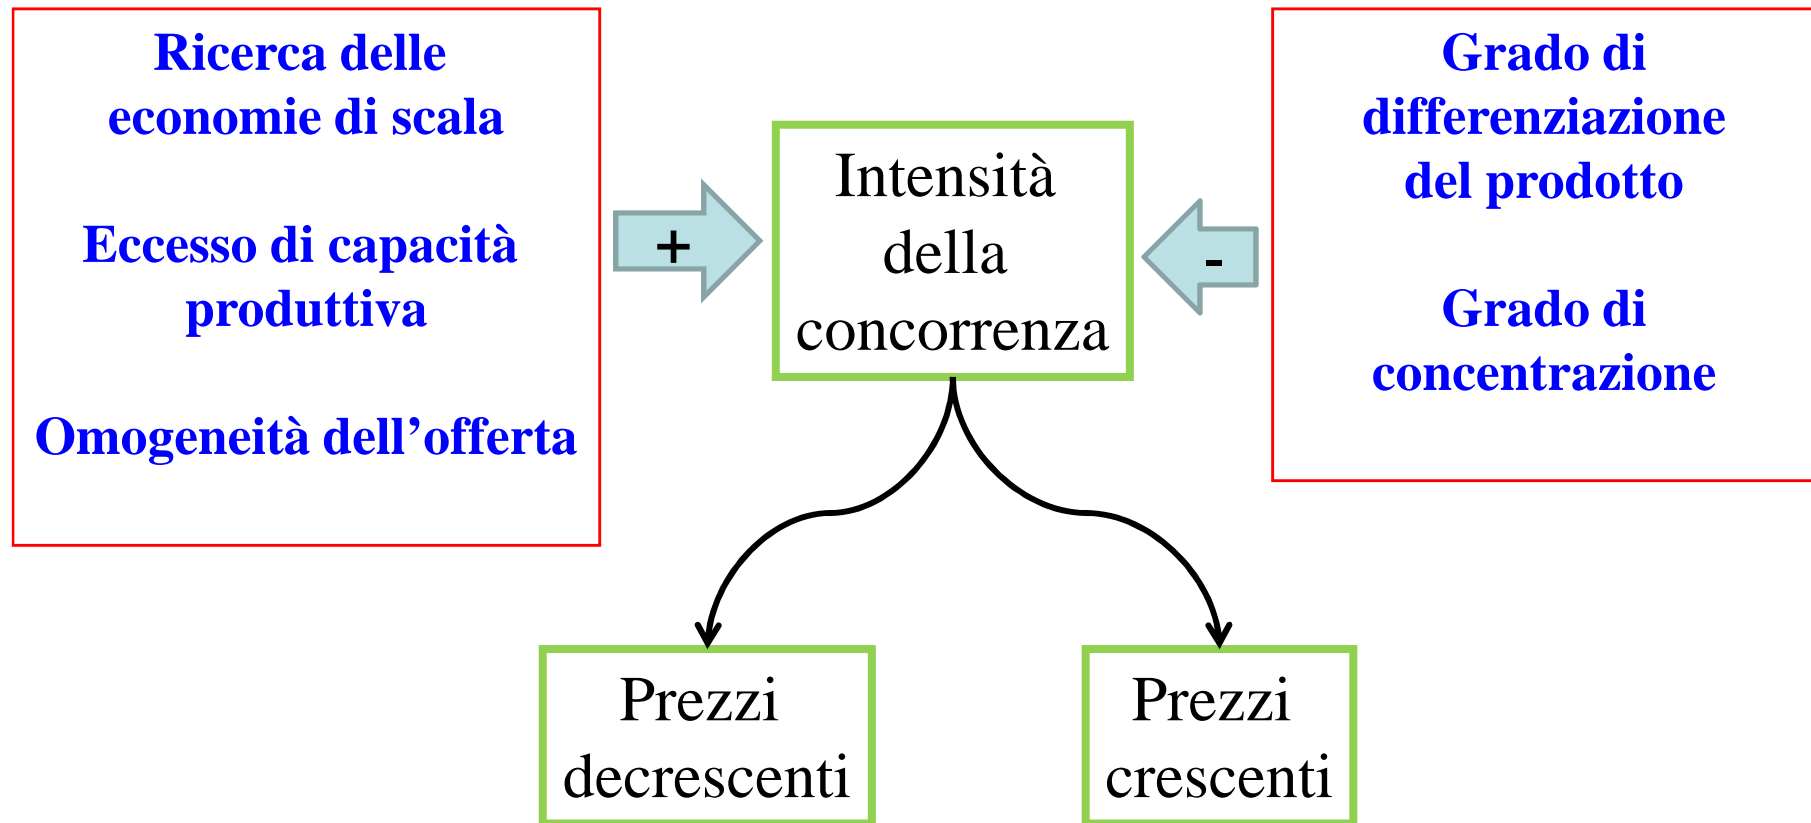 Ricerca delle
economie di scala
Eccesso di capacità
produttiva
Omogeneità dell’offerta
+
Intensità
della
concorrenza
-
Grado di
differenziazione
del prodotto
Grado di
concentrazione
Prezzi
decrescenti
Prezzi
crescenti